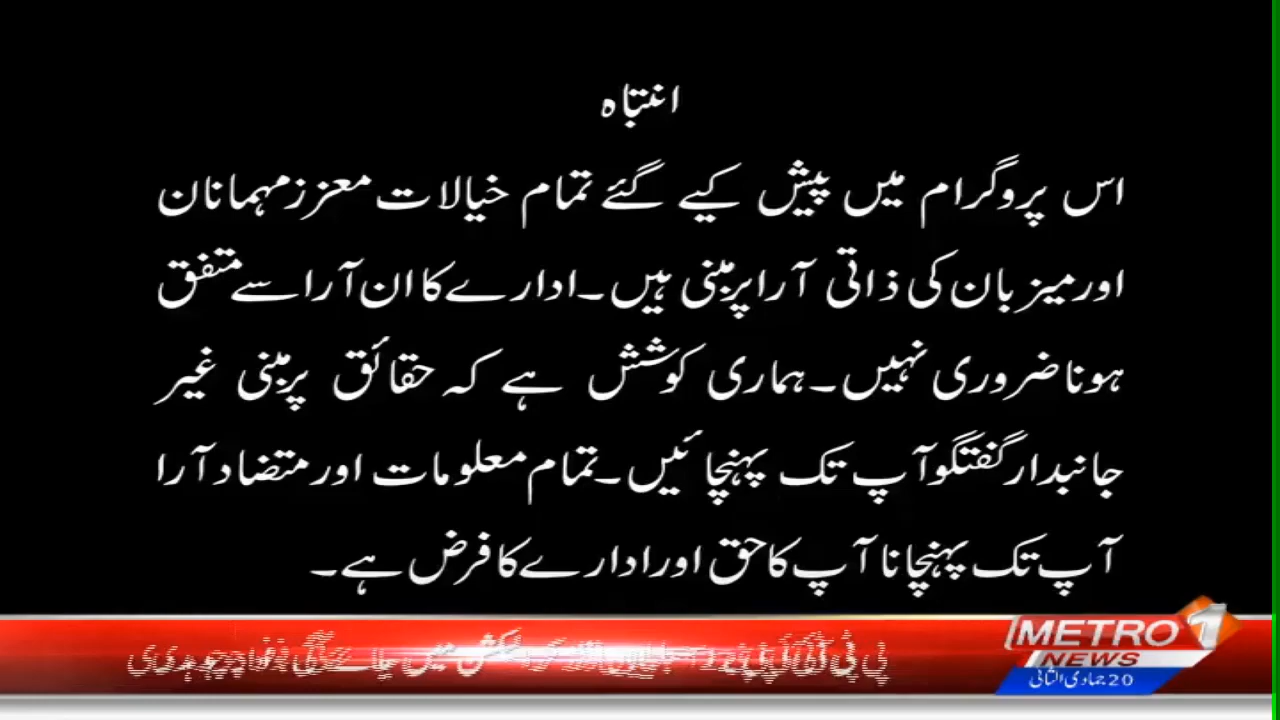 انتباہ
اس پروگرام میں پیش کیے گئے تمام خیالات معزز مہمانان
اور میزبان کی ذاتی آرا پر مبنی ہیں۔ ادارے کا ان آرا سے متفق
ہونا ضروری نہیں۔ ہماری کوشش ہے کہ حقائق پر مبنی غیر
جانبدار گفتگو آپ تک پہنچائیں۔ تمام معلومات اور متضاد آرا
آپ تک پہنچانا آپ کا حق اور ادارے کا فرض ہے۔
METRO 1
NEWS
20 جمادی الثانی
میں جائے گی